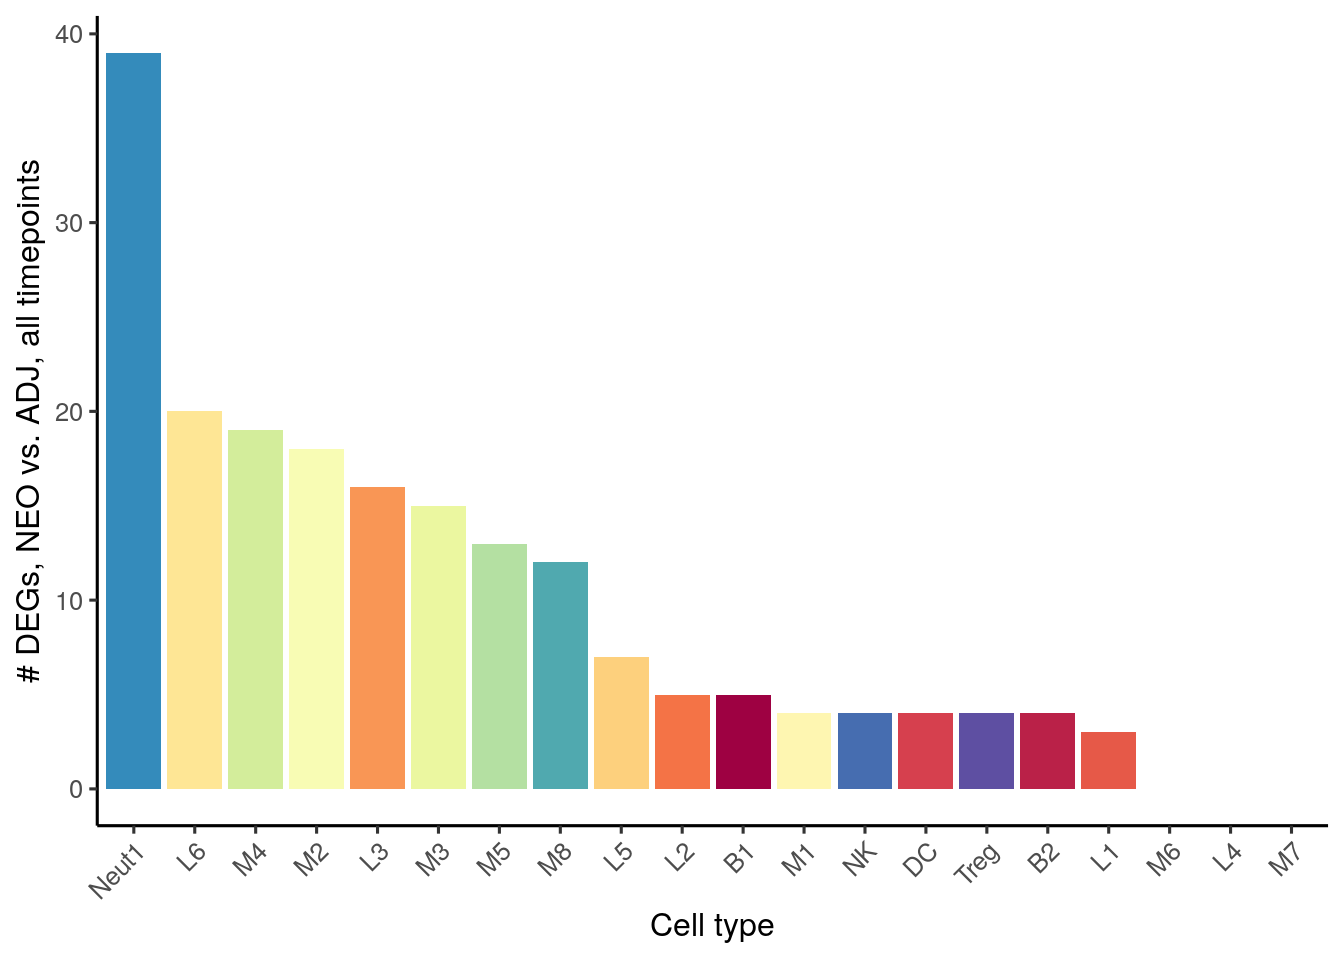 # DEGs, NEO vs. ADJ, all timepoints
40
30
20
10
0
Neut1
L6
M4
M2
L3
M3
M5
M8
L5
L2
B1
M1
NK
DC
Treg
B2
L1
M6
L4
M7
Cell type